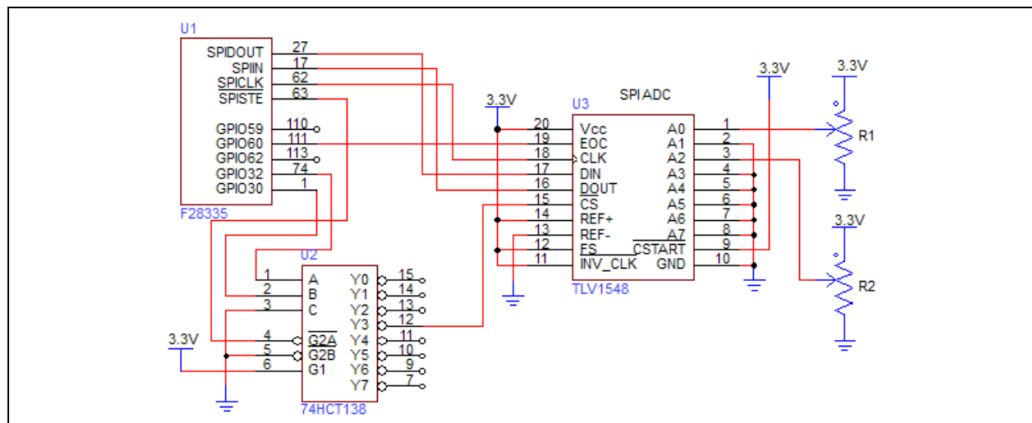 U1
SPIDOUT 27
SPIIN 17
SPICLK 62
SPISTE 63
GPIO59 110
GPIO60 111
GPIO62 113
GPIO32 74
GPIO30 1
F28335
U2
1 A Y0 15
2 B Y1 14
3 C Y2 13
Y3 12
4 G2A Y4 11
5 G2B Y5 10
6 G1 Y6 9
Y7 7
3.3V
74HCT138
3.3V
U3 SPIADC
20 Vcc A0 1
19 EOC A1 2
18 CLK A2 3
17 DIN A3 4
16 DOUT A4 5
15 CS A5 6
14 REF+ A6 7
13 REF- A7 8
12 FS CSTART 9
11 INV_CLK GND 10
TLV1548
3.3V
3.3V
R1
3.3V
R2